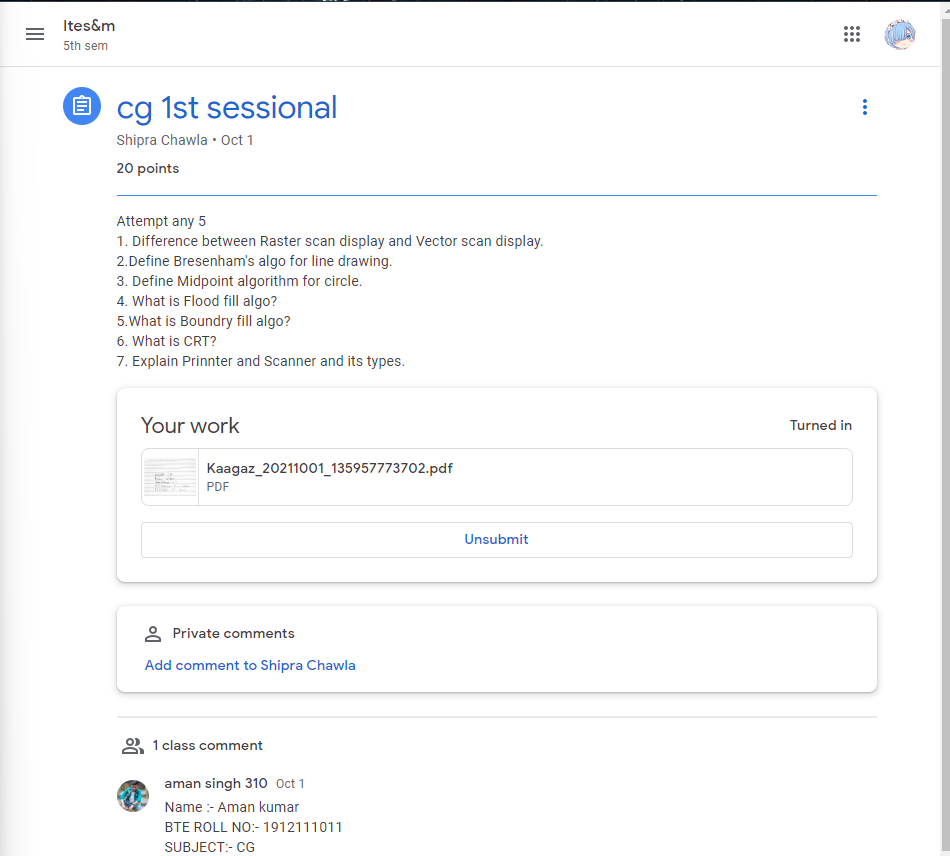 Ites&m
5th sem
cg 1st sessional
Shipra Chawla • Oct 1
20 points
Attempt any 5
1. Difference between Raster scan display and Vector scan display.
2.Define Bresenham's algo for line drawing.
3. Define Midpoint algorithm for circle.
4. What is Flood fill algo?
5.What is Boundry fill algo?
6. What is CRT?
7. Explain Prinnter and Scanner and its types.
Your work
Turned in
Kaagaz_20211001_135957773702.pdf
PDF
Unsubmit
Private comments
Add comment to Shipra Chawla
1 class comment
aman singh 310 Oct 1
Name :- Aman kumar
BTE ROLL NO:- 1912111011
SUBJECT:- CG